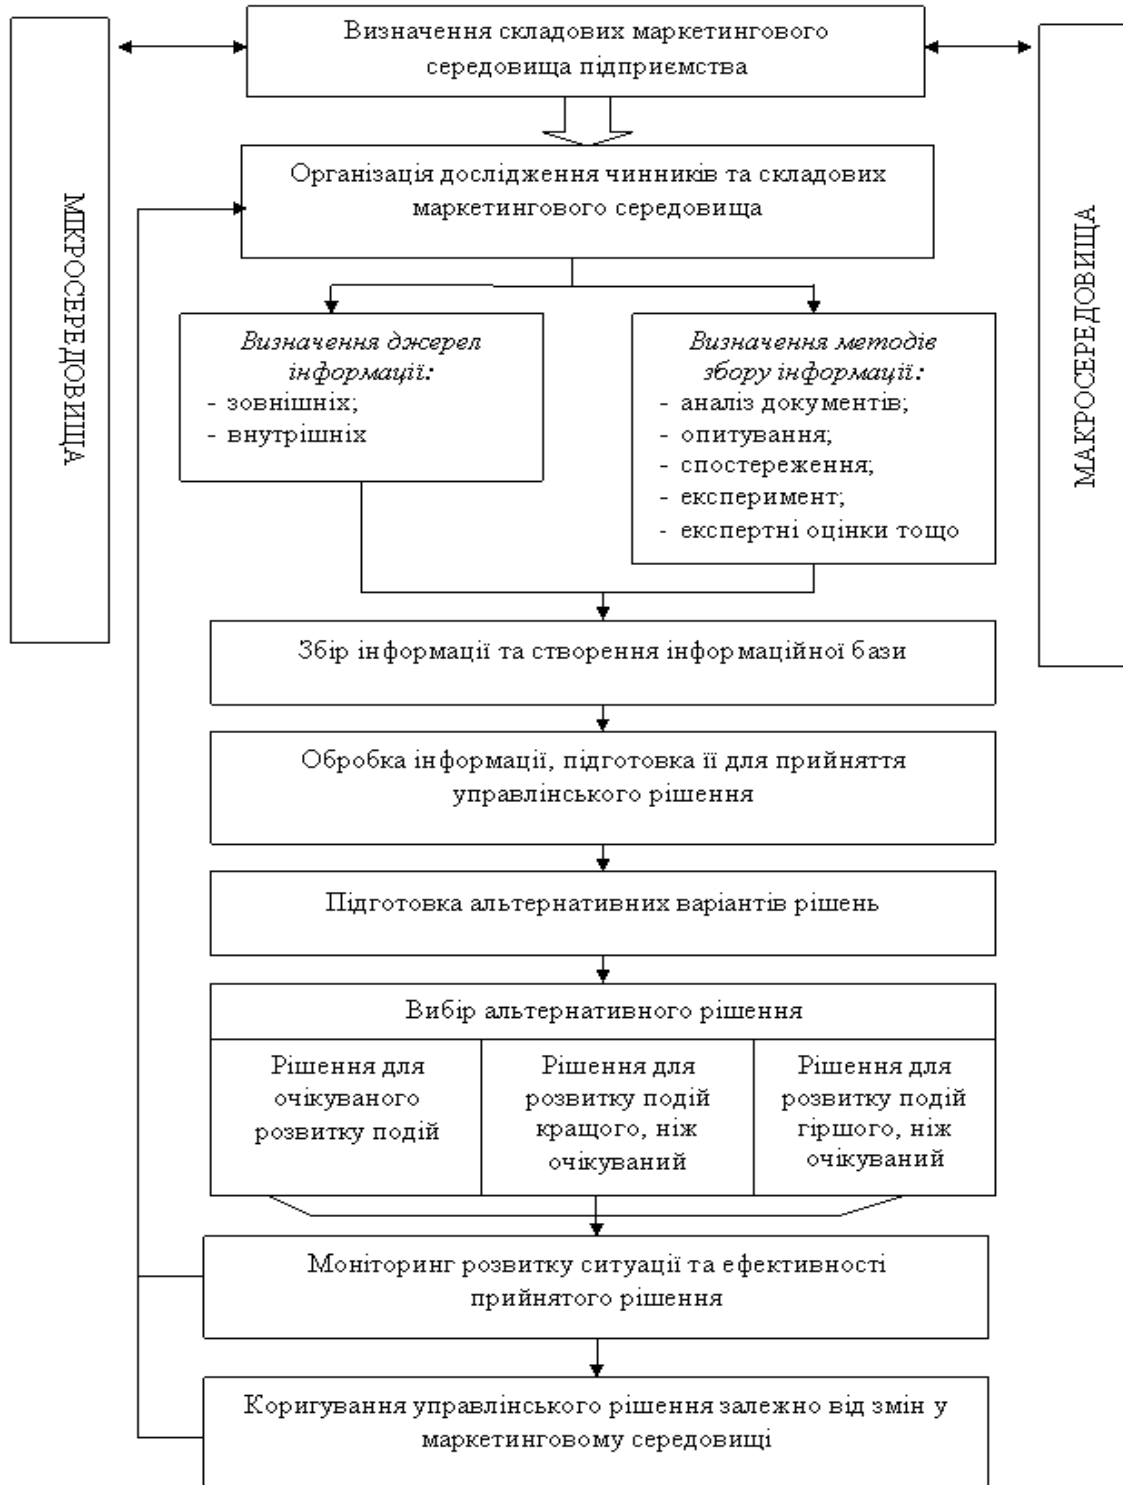 Визначення складових маркетингового
середовища підприємства
МІКРОСЕРЕДОВИЩА
МАКРОСЕРЕДОВИЩА
Організація дослідження чинників та складових
маркетингового середовища
Визначення джерел
інформації:
- зовнішніх;
- внутрішніх
Визначення методів
збору інформації:
- аналіз документів;
- опитування;
- спостереження;
- експеримент;
- експертні оцінки тощо
Збір інформації та створення інформаційної бази
Обробка інформації, підготовка її для прийняття
управлінського рішення
Підготовка альтернативних варіантів рішень
Вибір альтернативного рішення
Рішення для
очікуваного
розвитку подій
Рішення для
розвитку подій
кращого, ніж
очікуваний
Рішення для
розвитку подій
гіршого, ніж
очікуваний
Моніторинг розвитку ситуації та ефективності
прийнятого рішення
Коригування управлінського рішення залежно від змін у
маркетинговому середовищі